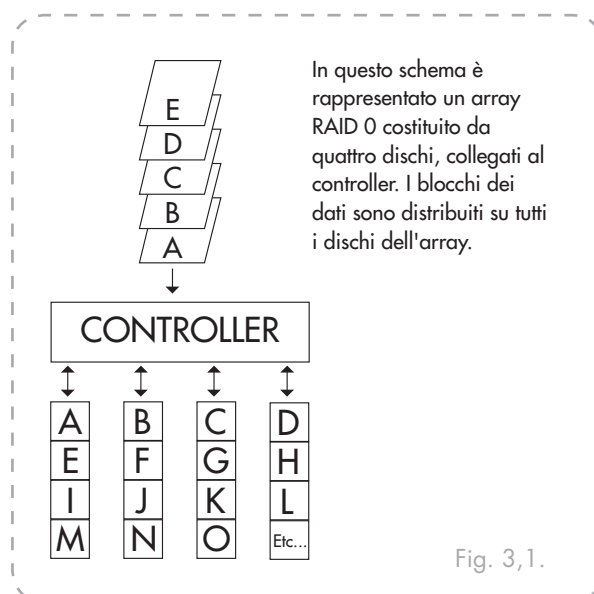 In questo schema è
rappresentato un array
RAID 0 costituito da
quattro dischi, collegati al
controller. I blocchi dei
dati sono distribuiti su tutti
i dischi dell'array.
E
D
C
B
A
CONTROLLER
A B C D
E F G H
I J K L
M N O Etc...
Fig. 3,1.